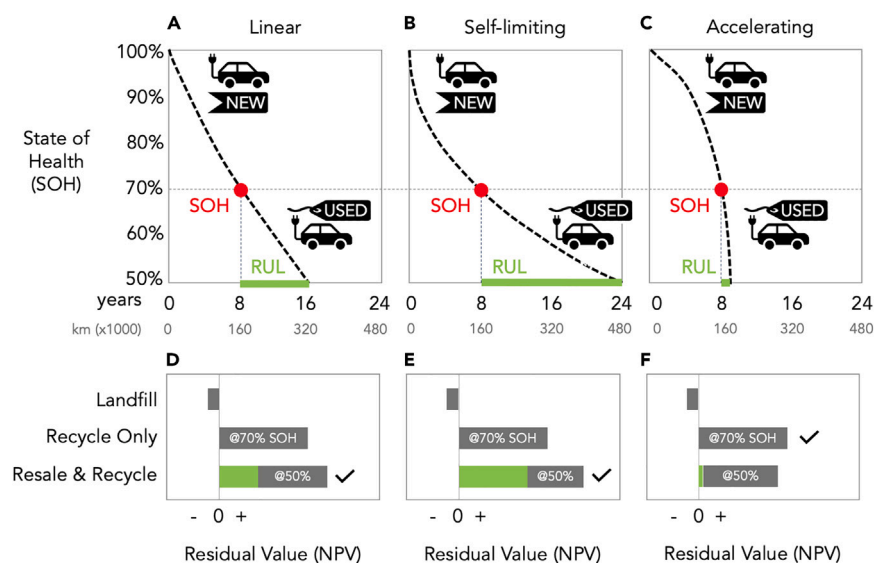 A Linear
B Self-limiting
C Accelerating
State of
Health
(SOH)
100%
90%
80%
70%
60%
50%
NEW
SOH
USED
RUL
NEW
SOH
USED
RUL
NEW
SOH
USED
RUL
years 0 8 16 24 0 8 16 24 0 8 16 24
km (x1000) 0 160 320 480 0 160 320 480 0 160 320 480
D E F
Landfill
Recycle Only @70% SOH @70% SOH @70% SOH
Resale & Recycle @50% @50% @50%
- 0 + - 0 + - 0 +
Residual Value (NPV) Residual Value (NPV) Residual Value (NPV)